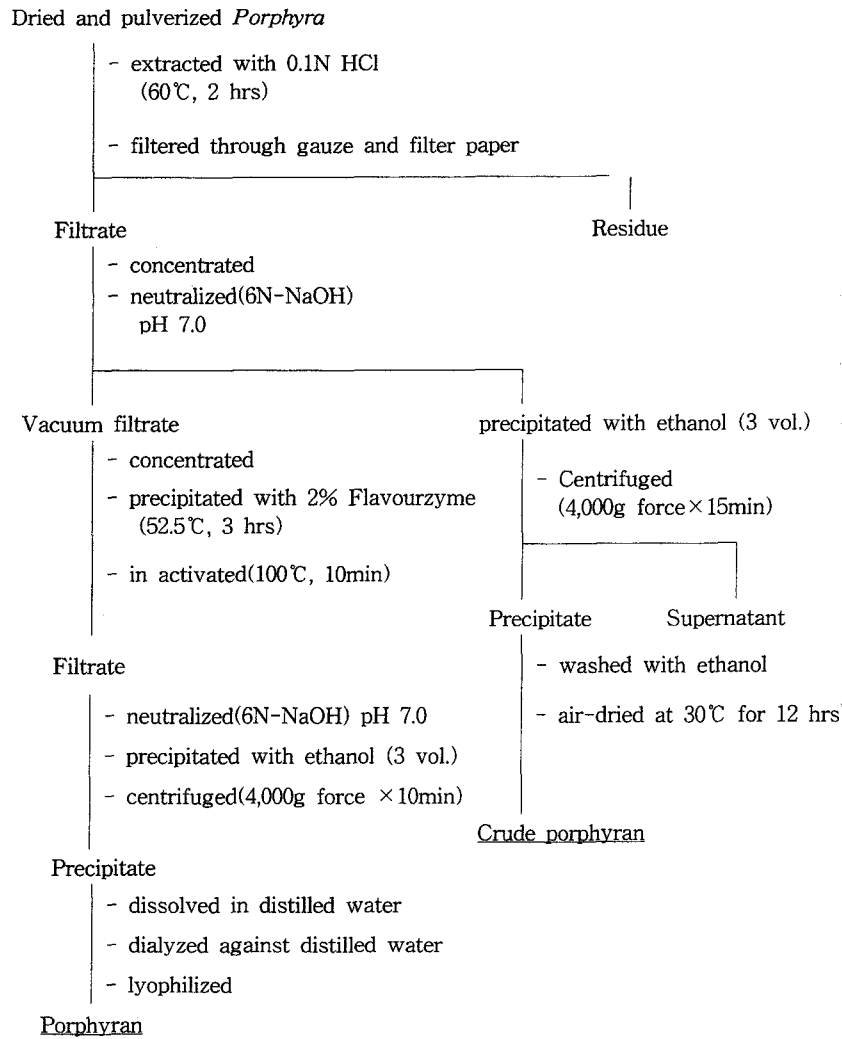 Dried and pulverized Porphyra
- extracted with 0.1N HCl
(60℃, 2 hrs)
- filtered through gauze and filter paper
Filtrate
Residue
- concentrated
- neutralized(6N-NaOH)
pH 7.0
Vacuum filtrate
- concentrated
- precipitated with 2% Flavourzyme
(52.5℃, 3 hrs)
- in activated(100℃, 10min)
Filtrate
- neutralized(6N-NaOH) pH 7.0
- precipitated with ethanol (3 vol.)
- centrifuged(4,000g force ×10min)
Precipitate
- dissolved in distilled water
- dialyzed against distilled water
- lyophilized
Porphyran
precipitated with ethanol (3 vol.)
- Centrifuged
(4,000g force×15min)
Precipitate
Supernatant
- washed with ethanol
- air-dried at 30℃ for 12 hrs
Crude porphyran